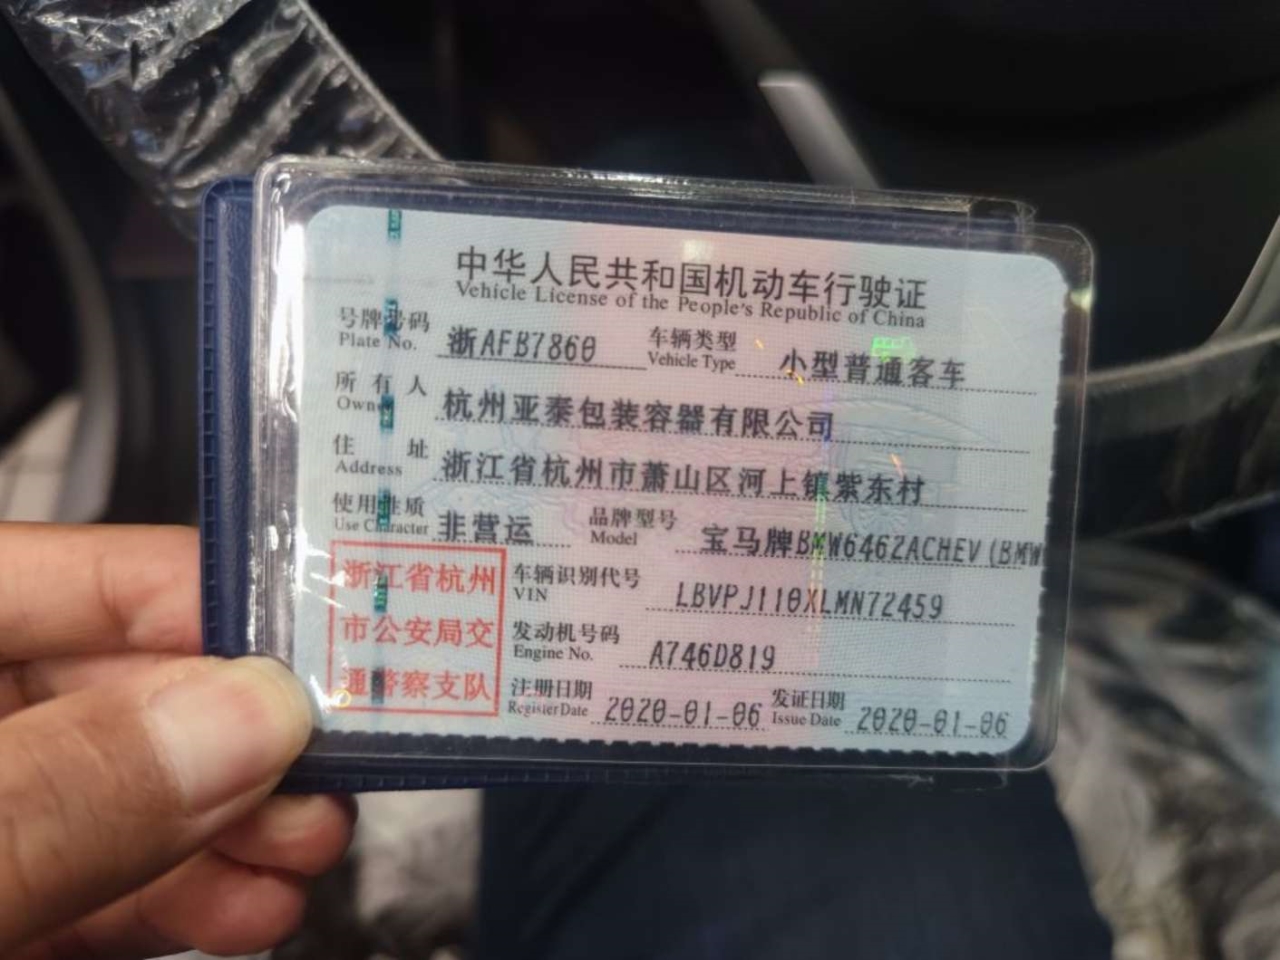 中华人民共和国机动车行驶证
Vehicle License of the People's Republic of China
号牌号码 浙AFB7860 车辆类型 小型普通客车
Plate No. Vehicle Type
所有人 杭州亚泰包装容器有限公司
Owner
住址 浙江省杭州市萧山区河上镇紫东村
Address
使用性质 非营运 品牌型号 宝马牌BMW6462ACHEV(BMW
Use Character Model
浙江省杭州
市公安局交
通警察支队
车辆识别代号 LBVPJ110XLMN72459
VIN
发动机号码 A746D819
Engine No.
注册日期 2020-01-06 发证日期 2020-01-06
Register Date Issue Date